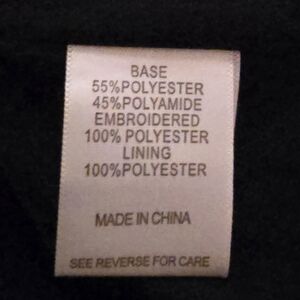 BASE
55%POLYESTER
45%POLYAMIDE
EMBROIDERED
100% POLYESTER
LINING
100%POLYESTER
MADE IN CHINA
SEE REVERSE FOR CARE